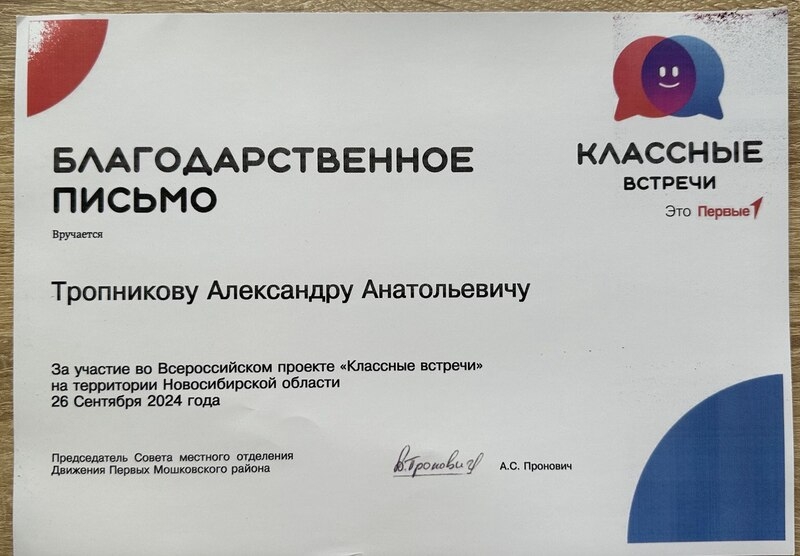 БЛАГОДАРСТВЕННОЕ
ПИСЬМО
Вручается
КЛАССНЫЕ
ВСТРЕЧИ
Это Первые
Тропникову Александру Анатольевичу
За участие во Всероссийском проекте «Классные встречи»
на территории Новосибирской области
26 Сентября 2024 года
Председатель Совета местного отделения
Движения Первых Мошковского района
А.С. Пронович